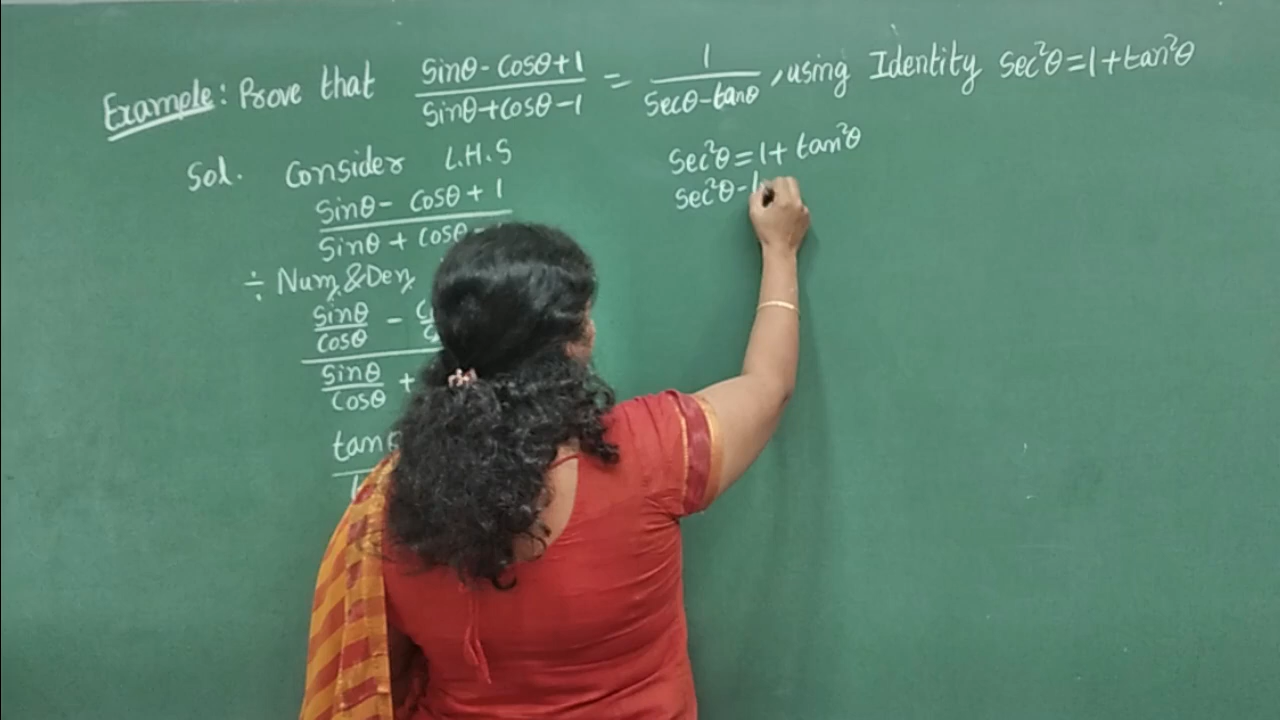 Example: Prove that sinθ-cosθ+1 / sinθ+cosθ-1 = 1 / secθ-tanθ, using Identity sec²θ=1+tan²θ
Sol. Consider L.H.S
sinθ- cosθ+1
sinθ + cosθ
÷ Num & Den
sinθ/cosθ -
sinθ/cosθ +
tan
sec²θ=1+ tan²θ
sec²θ-